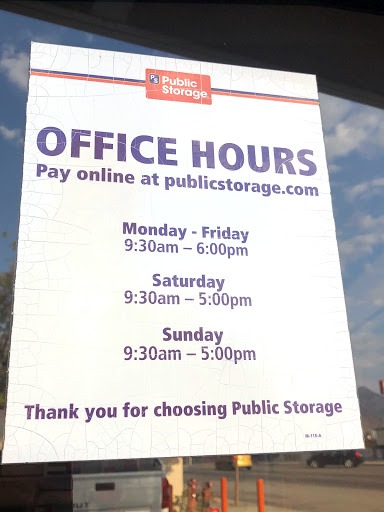 PS Public
Storage
OFFICE HOURS
Pay online at publicstorage.com
Monday - Friday
9:30am – 6:00pm
Saturday
9:30am – 5:00pm
Sunday
9:30am – 5:00pm
Thank you for choosing Public Storage